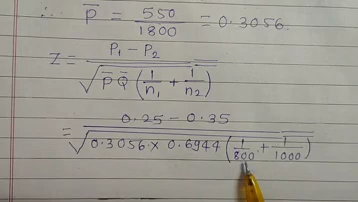 ∴ P̄ = 550/1800 = 0.3056.
Z = (P₁ - P₂) / √(P̄ Q̄ (1/n₁ + 1/n₂))
= (0.25 - 0.35) / √(0.3056 × 0.6944 (1/800 + 1/1000))